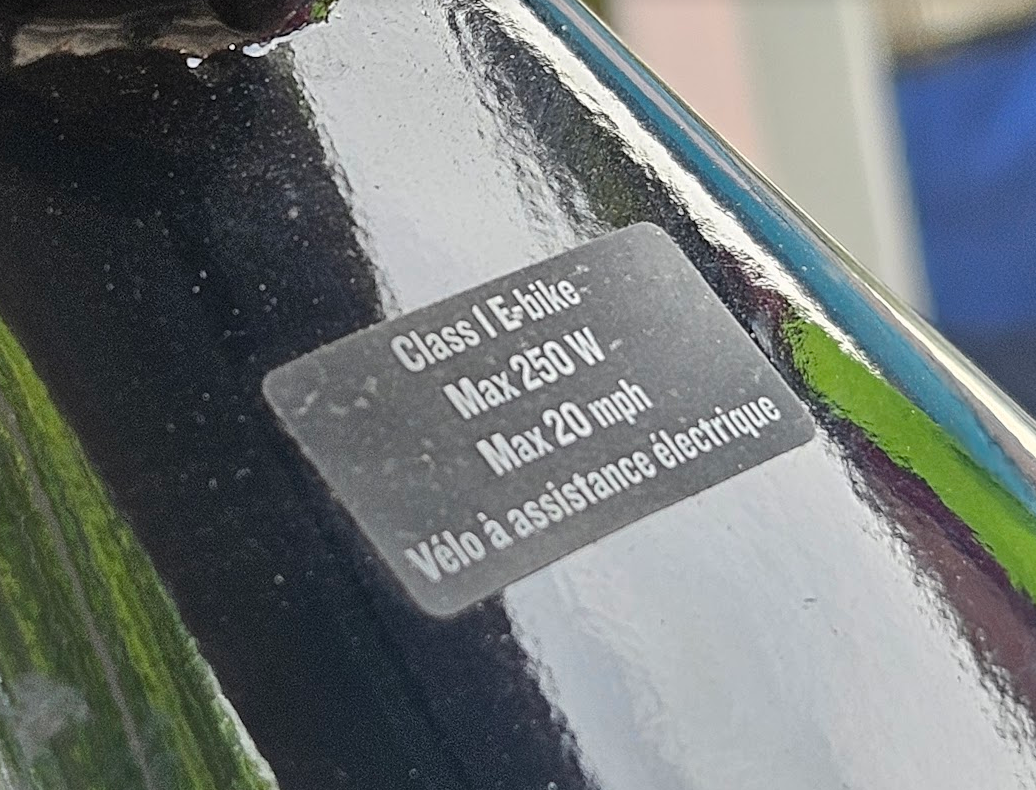 Class I E-bike
Max 250 W
Max 20 mph
Vélo à assistance électrique